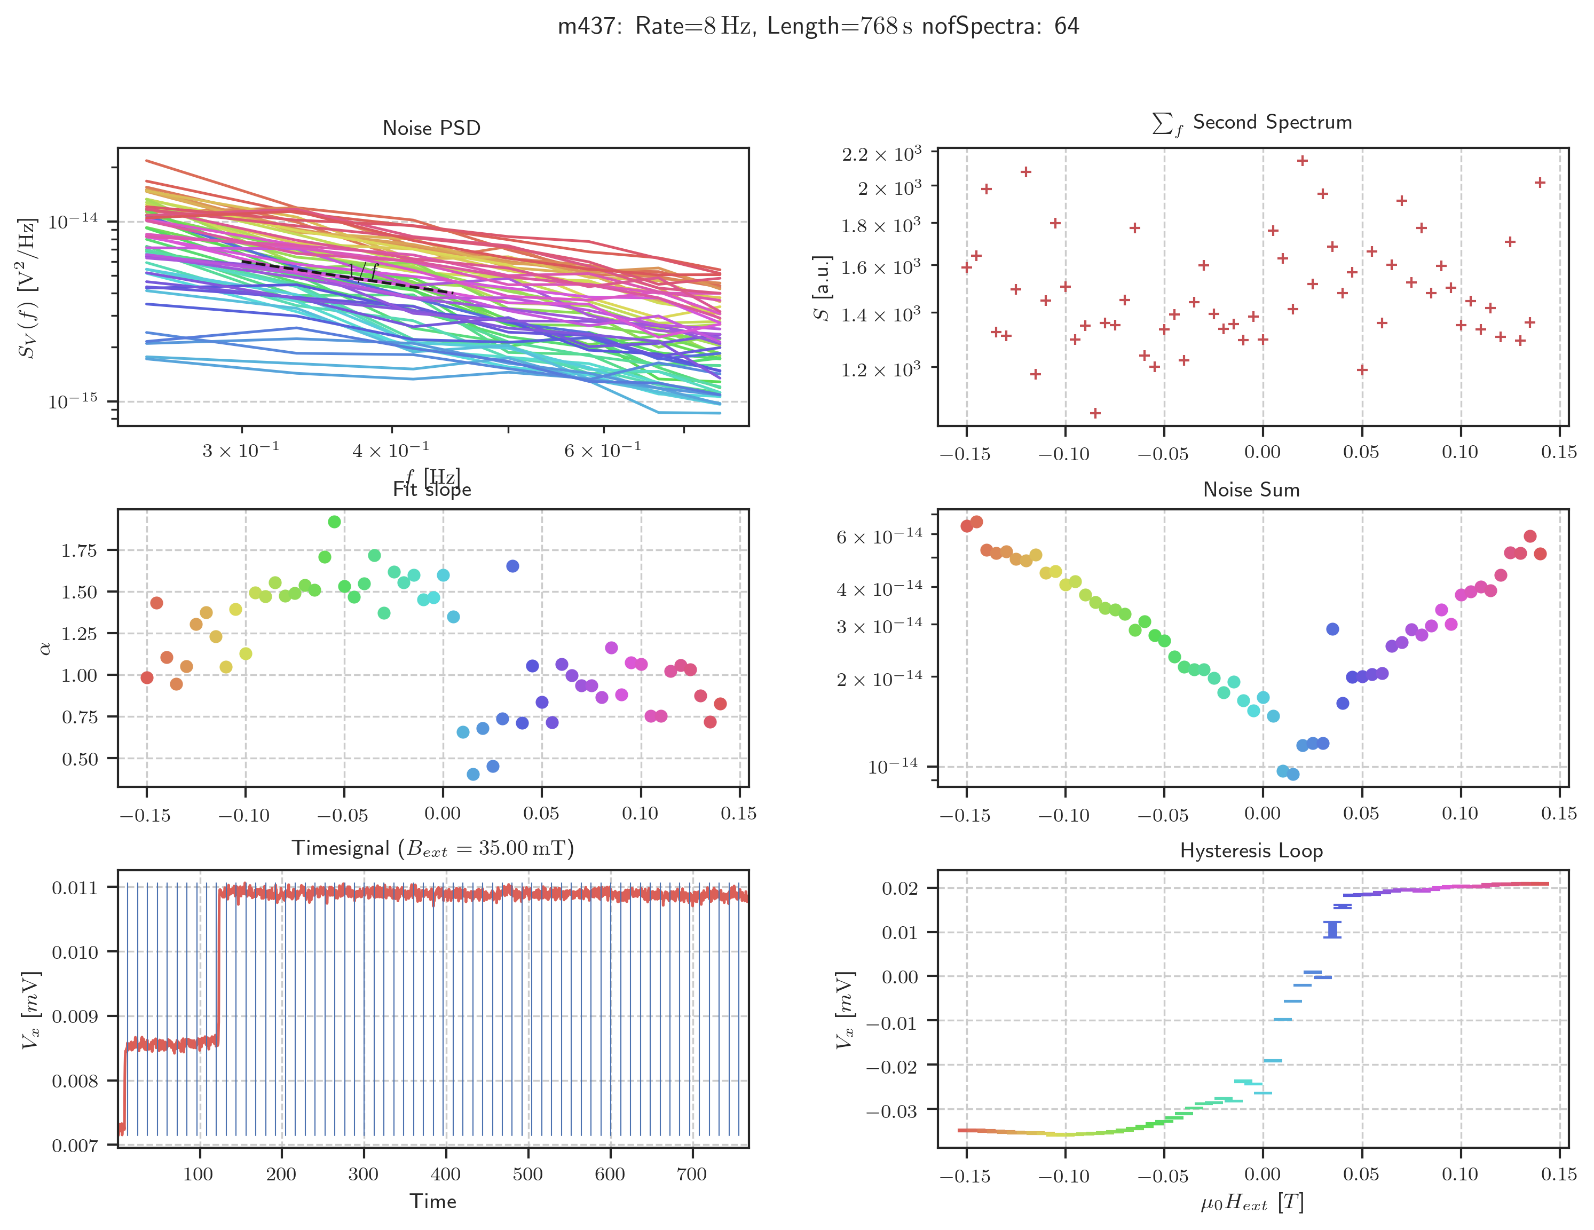 m437: Rate=8 Hz, Length=768 s nofSpectra: 64
Noise PSD
S_V(f) [V²/Hz]
10⁻¹⁴
10⁻¹⁵
1/f
3 × 10⁻¹
4 × 10⁻¹
6 × 10⁻¹
f [Hz]
∑_f Second Spectrum
S [a.u.]
2.2 × 10³
2 × 10³
1.8 × 10³
1.6 × 10³
1.4 × 10³
1.2 × 10³
−0.15 −0.10 −0.05 0.00 0.05 0.10 0.15
Fit slope
α
1.75
1.50
1.25
1.00
0.75
0.50
−0.15 −0.10 −0.05 0.00 0.05 0.10 0.15
Noise Sum
6 × 10⁻¹⁴
4 × 10⁻¹⁴
3 × 10⁻¹⁴
2 × 10⁻¹⁴
10⁻¹⁴
−0.15 −0.10 −0.05 0.00 0.05 0.10 0.15
Timesignal (B_ext = 35.00 mT)
V_x [mV]
0.011
0.010
0.009
0.008
0.007
100 200 300 400 500 600 700
Time
Hysteresis Loop
V_x [mV]
0.02
0.01
0.00
−0.01
−0.02
−0.03
−0.15 −0.10 −0.05 0.00 0.05 0.10 0.15
μ₀H_ext [T]